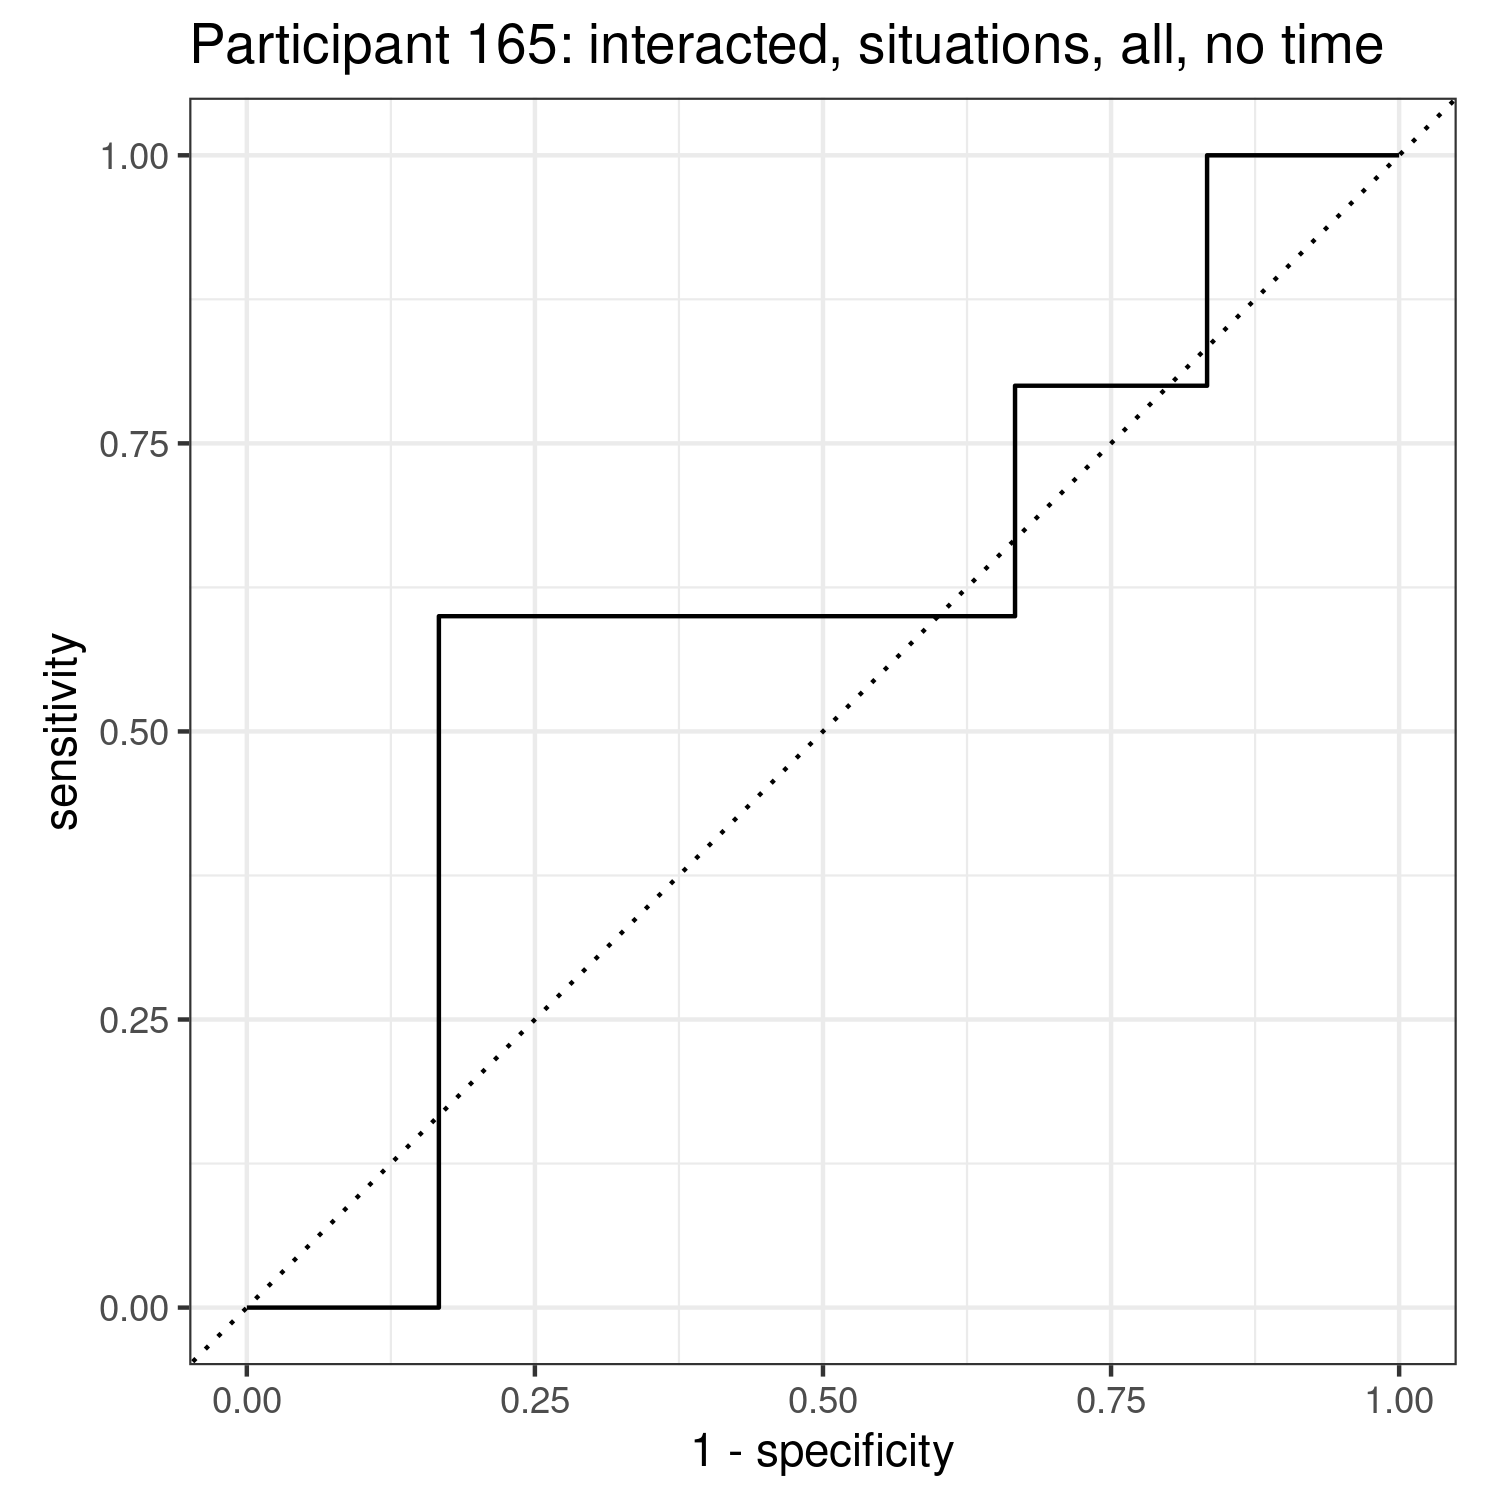 Participant 165: interacted, situations, all, no time
1.00
0.75
0.50
0.25
0.00
sensitivity
0.00 0.25 0.50 0.75 1.00
1 - specificity